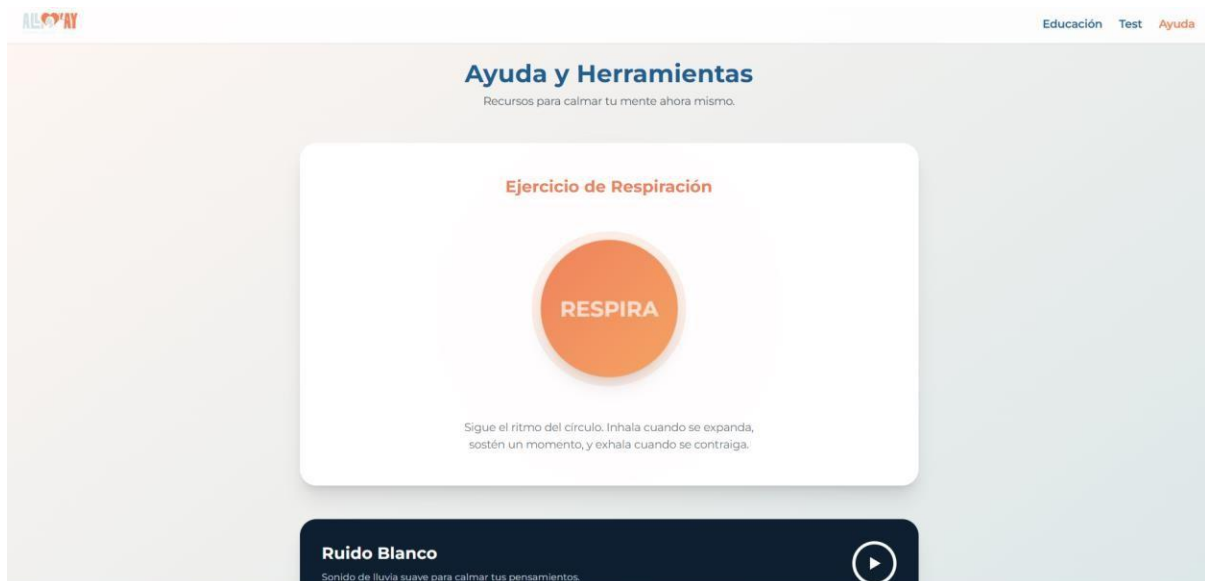 ALL W'AY
Educación Test Ayuda
Ayuda y Herramientas
Recursos para calmar tu mente ahora mismo.
Ejercicio de Respiración
RESPIRA
Sigue el ritmo del círculo. Inhala cuando se expanda,
sostén un momento, y exhala cuando se contraiga.
Ruido Blanco
Sonido de lluvia suave para calmar tus pensamientos.